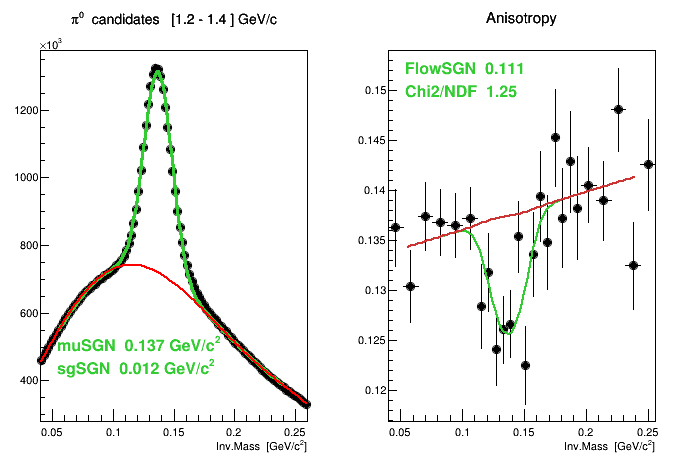 π⁰ candidates [1.2 - 1.4 ] GeV/c
×10³
1200
1000
800
600
400
muSGN 0.137 GeV/c²
sgSGN 0.012 GeV/c²
0.05 0.1 0.15 0.2 0.25
Inv.Mass [GeV/c²]
Anisotropy
FlowSGN 0.111
Chi2/NDF 1.25
0.15
0.145
0.14
0.135
0.13
0.125
0.12
0.05 0.1 0.15 0.2 0.25
Inv.Mass [GeV/c²]